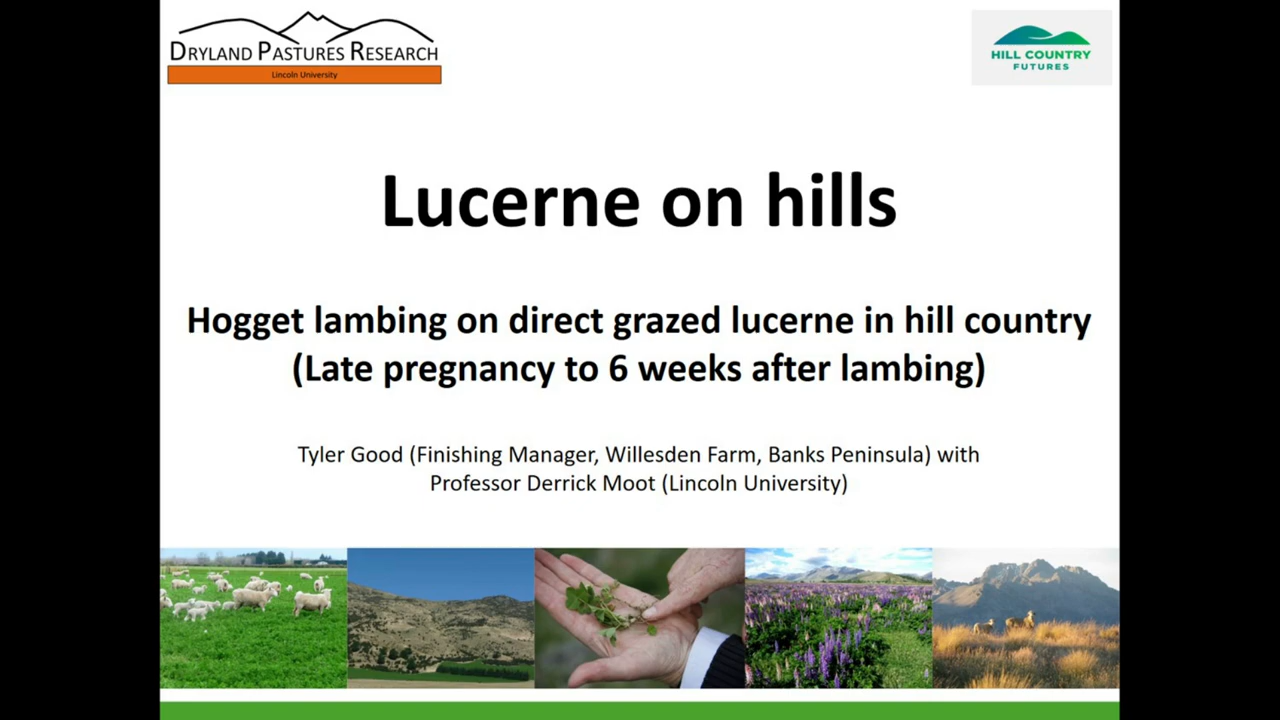 DRYLAND PASTURES RESEARCH
Lincoln University
HILL COUNTRY
FUTURES
Lucerne on hills
Hogget lambing on direct grazed lucerne in hill country
(Late pregnancy to 6 weeks after lambing)
Tyler Good (Finishing Manager, Willesden Farm, Banks Peninsula) with
Professor Derrick Moot (Lincoln University)